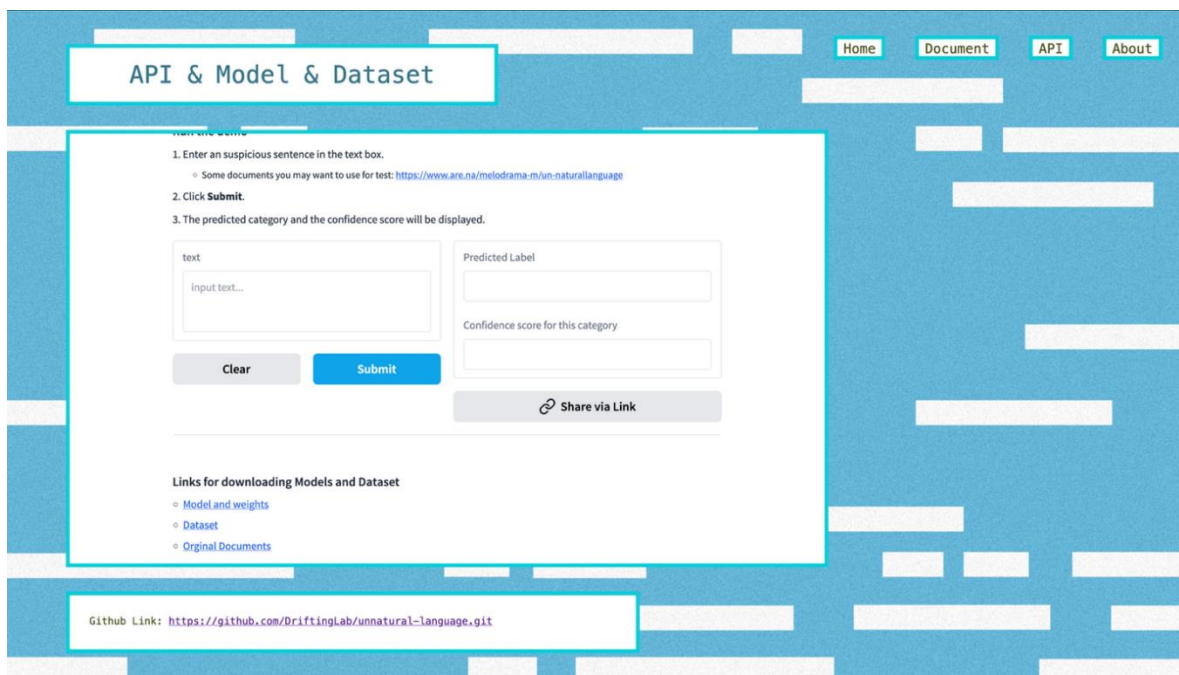 API & Model & Dataset
Home
Document
API
About
Run the demo
1. Enter an suspicious sentence in the text box.
Some documents you may want to use for test: https://www.are.na/melodrama-m/un-naturallanguage
2. Click Submit.
3. The predicted category and the confidence score will be displayed.
text
input text...
Clear
Submit
Predicted Label
Confidence score for this category
Share via Link
Links for downloading Models and Dataset
Model and weights
Dataset
Orginal Documents
Github Link: https://github.com/DriftingLab/unnatural-language.git